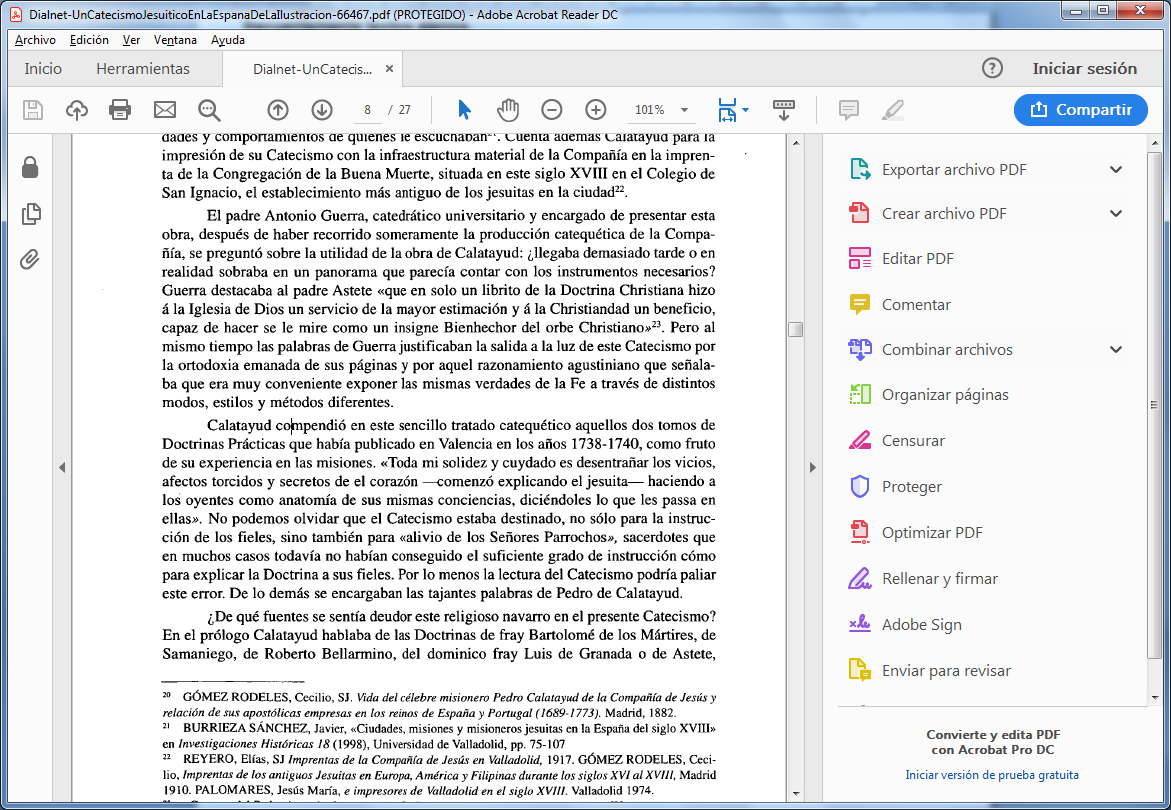 Dialnet-UnCatecismoJesuiticoEnLaEspanaDeLaIlustracion-66467.pdf (PROTEGIDO) - Adobe Acrobat Reader DC
Archivo Edición Ver Ventana Ayuda
Inicio Herramientas Dialnet-UnCatecis... × ? Iniciar sesión
8 / 27 101% Compartir
dades y comportamientos de quienes le escuchaban²¹. Cuenta además Calatayud para la
impresión de su Catecismo con la infraestructura material de la Compañía en la impren-
ta de la Congregación de la Buena Muerte, situada en este siglo XVIII en el Colegio de
San Ignacio, el establecimiento más antiguo de los jesuitas en la ciudad²².
El padre Antonio Guerra, catedrático universitario y encargado de presentar esta
obra, después de haber recorrido someramente la producción catequética de la Compa-
ñía, se preguntó sobre la utilidad de la obra de Calatayud: ¿llegaba demasiado tarde o en
realidad sobraba en un panorama que parecía contar con los instrumentos necesarios?
Guerra destacaba al padre Astete «que en solo un librito de la Doctrina Christiana hizo
á la Iglesia de Dios un servicio de la mayor estimación y á la Christiandad un beneficio,
capaz de hacer se le mire como un insigne Bienhechor del orbe Christiano»²³. Pero al
mismo tiempo las palabras de Guerra justificaban la salida a la luz de este Catecismo por
la ortodoxia emanada de sus páginas y por aquel razonamiento agustiniano que señala-
ba que era muy conveniente exponer las mismas verdades de la Fe a través de distintos
modos, estilos y métodos diferentes.
Calatayud compendió en este sencillo tratado catequético aquellos dos tomos de
Doctrinas Prácticas que había publicado en Valencia en los años 1738-1740, como fruto
de su experiencia en las misiones. «Toda mi solidez y cuydado es desentrañar los vicios,
afectos torcidos y secretos de el corazón —comenzó explicando el jesuita— haciendo a
los oyentes como anatomía de sus mismas conciencias, diciéndoles lo que les passa en
ellas». No podemos olvidar que el Catecismo estaba destinado, no sólo para la instruc-
ción de los fieles, sino también para «alivio de los Señores Parrochos», sacerdotes que
en muchos casos todavía no habían conseguido el suficiente grado de instrucción cómo
para explicar la Doctrina a sus fieles. Por lo menos la lectura del Catecismo podría paliar
este error. De lo demás se encargaban las tajantes palabras de Pedro de Calatayud.
¿De qué fuentes se sentía deudor este religioso navarro en el presente Catecismo?
En el prólogo Calatayud hablaba de las Doctrinas de fray Bartolomé de los Mártires, de
Samaniego, de Roberto Bellarmino, del dominico fray Luis de Granada o de Astete,
²⁰ GÓMEZ RODELES, Cecilio, SJ. Vida del célebre misionero Pedro Calatayud de la Compañía de Jesús y
relación de sus apostólicas empresas en los reinos de España y Portugal (1689-1773). Madrid, 1882.
²¹ BURRIEZA SÁNCHEZ, Javier, «Ciudades, misiones y misioneros jesuitas en la España del siglo XVIII»
en Investigaciones Históricas 18 (1998), Universidad de Valladolid, pp. 75-107
²² REYERO, Elías, SJ Imprentas de la Compañía de Jesús en Valladolid, 1917. GÓMEZ RODELES, Ceci-
lio, Imprentas de los antiguos Jesuitas en Europa, América y Filipinas durante los siglos XVI al XVIII, Madrid
1910. PALOMARES, Jesús María, e impresores de Valladolid en el siglo XVIII. Valladolid 1974.
Exportar archivo PDF
Crear archivo PDF
Editar PDF
Comentar
Combinar archivos
Organizar páginas
Censurar
Proteger
Optimizar PDF
Rellenar y firmar
Adobe Sign
Enviar para revisar
Convierte y edita PDF
con Acrobat Pro DC
Iniciar versión de prueba gratuita